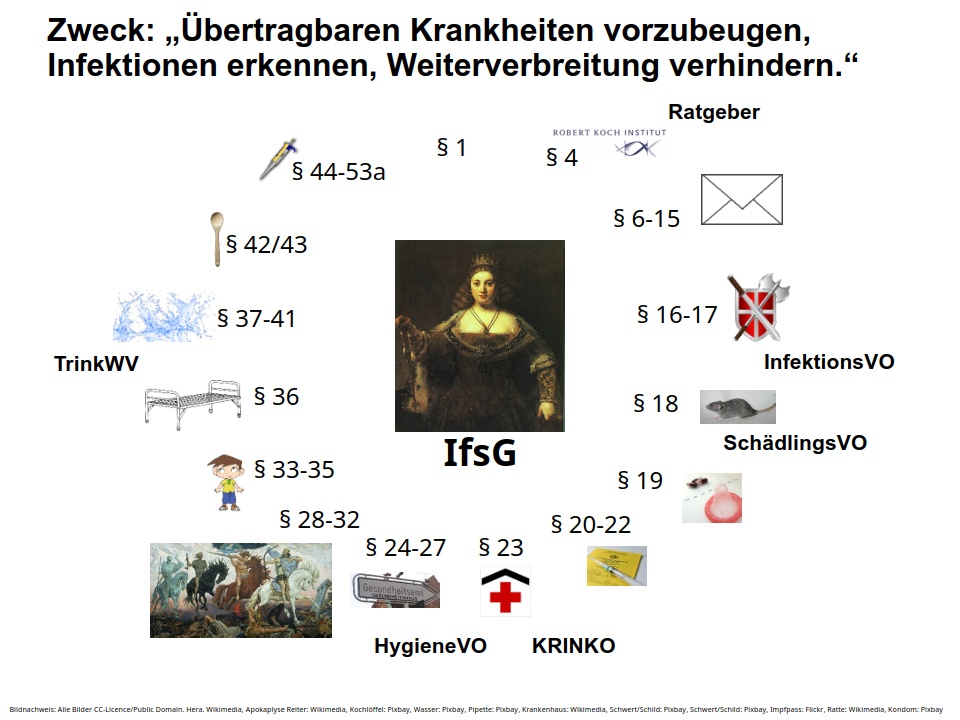 Zweck: „Übertragbaren Krankheiten vorzubeugen,
Infektionen erkennen, Weiterverbreitung verhindern.“
Ratgeber
ROBERT KOCH INSTITUT
§ 1
§ 4
§ 44-53a
§ 6-15
§ 42/43
§ 37-41
§ 16-17
TrinkWV
InfektionsVO
§ 36
§ 18
SchädlingsVO
IfsG
§ 33-35
§ 19
§ 28-32
§ 20-22
§ 24-27
§ 23
Gesundheitsamt
HygieneVO
KRINKO
Bildnachweis: Alle Bilder CC-Licence/Public Domain. Hera. Wikimedia, Apokaplyse Reiter: Wikimedia, Kochlöffel: Pixbay, Wasser: Pixbay, Pipette: Pixbay, Krankenhaus: Wikimedia, Schwert/Schild: Pixbay, Schwert/Schild: Pixbay, Impfpass: Flickr, Ratte: Wikimedia, Kondom: Pixbay